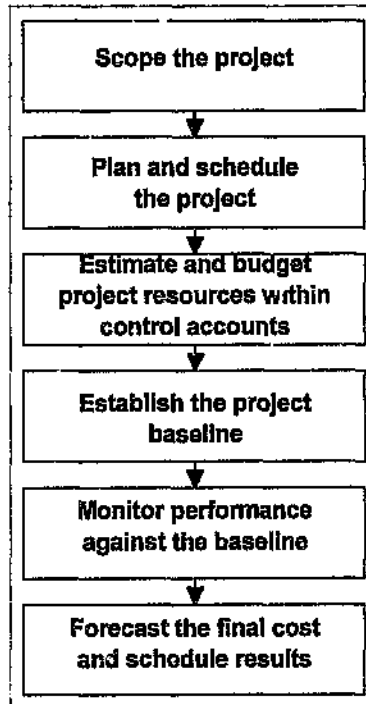 Scope the project
Plan and schedule
the project
Estimate and budget
project resources within
control accounts
Establish the project
baseline
Monitor performance
against the baseline
Forecast the final cost
and schedule results